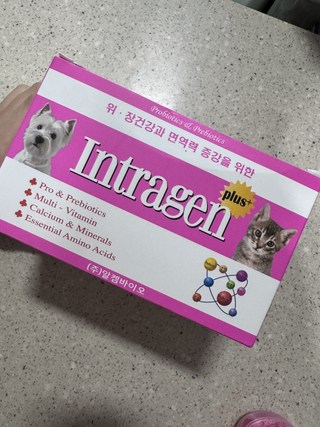 Probiotics & Prebiotics
위 · 장건강과 면역력 증강을 위한
Intragen
plus+
Pro & Prebiotics
Multi - Vitamin
Calcium & Minerals
Essential Amino Acids
(주)알켐바이오